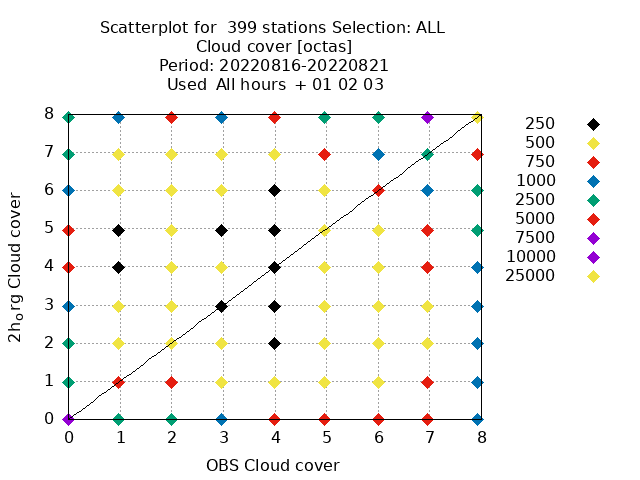 Scatterplot for 399 stations Selection: ALL
Cloud cover [octas]
Period: 20220816-20220821
Used All hours + 01 02 03
8
7
6
5
4
3
2
1
0
2h_org Cloud cover
0 1 2 3 4 5 6 7 8
OBS Cloud cover
250
500
750
1000
2500
5000
7500
10000
25000